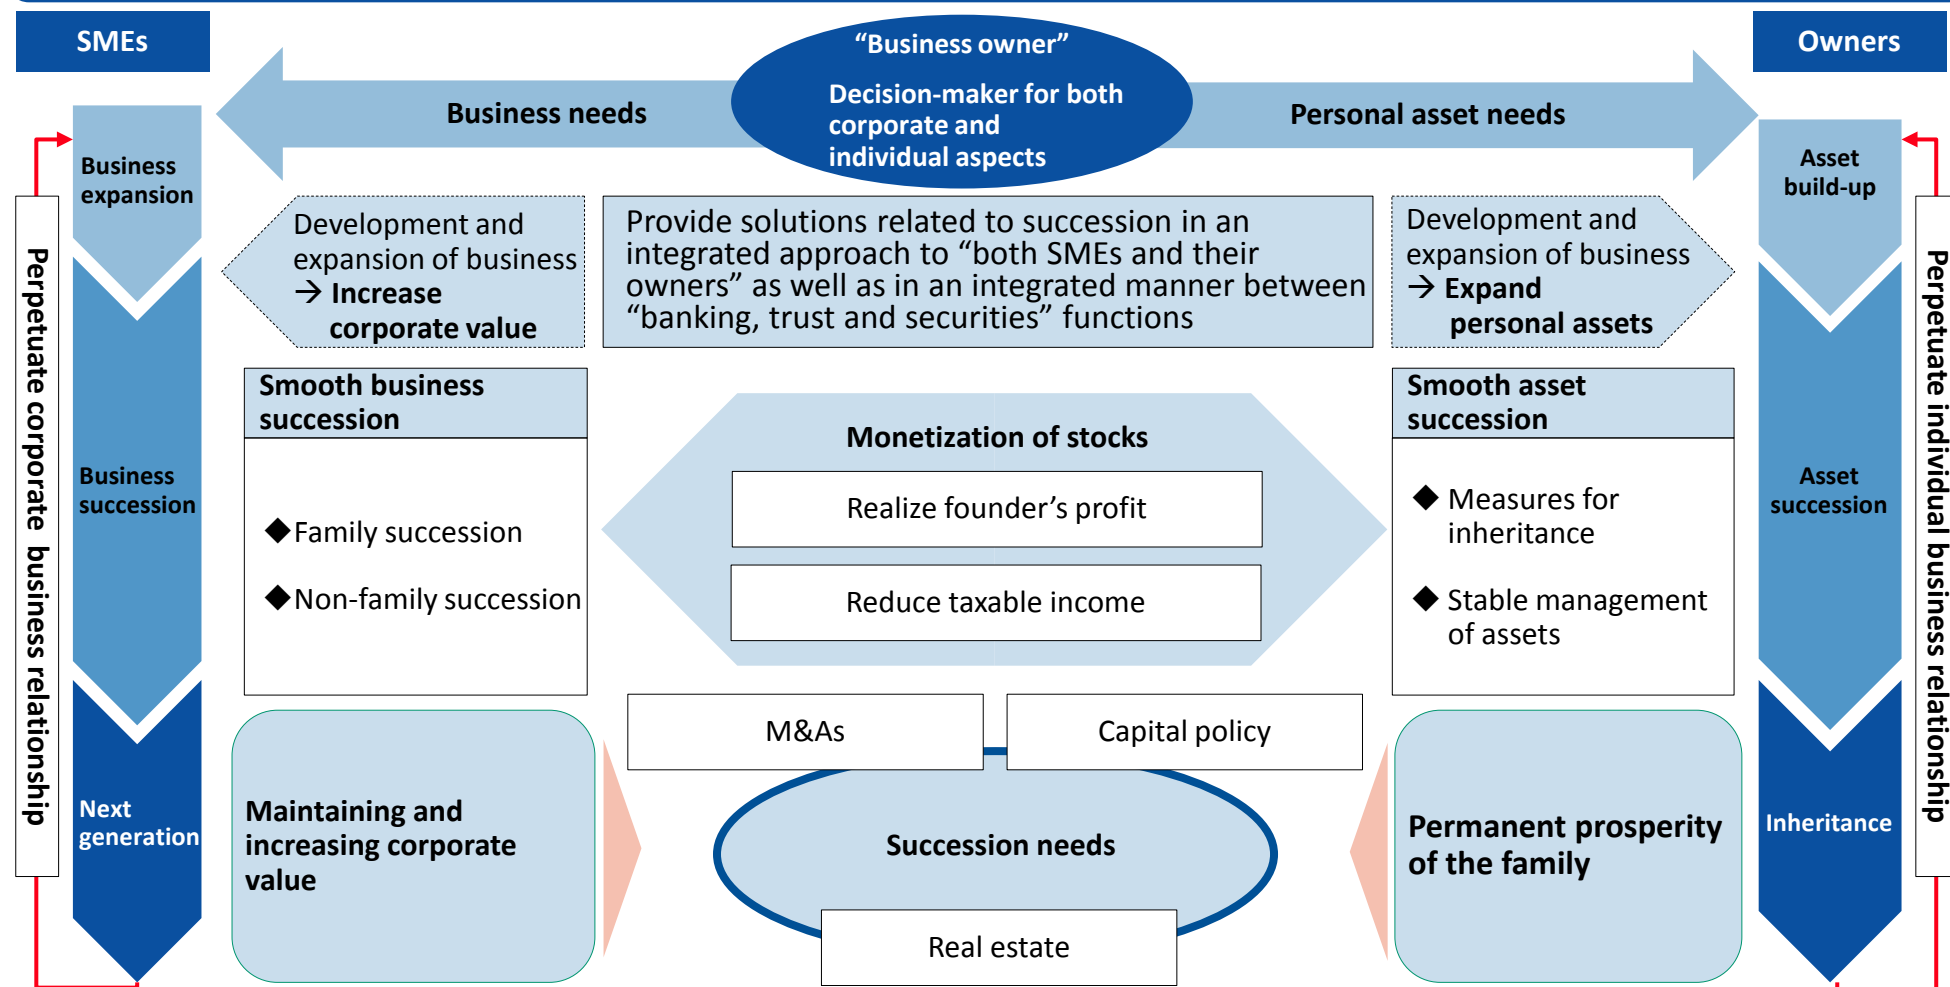 SMEs
“Business owner”
Decision-maker for both
corporate and
individual aspects
Owners
Business needs
Personal asset needs
Business
expansion
Asset
build-up
Development and
expansion of business
→ Increase
corporate value
Provide solutions related to succession in an
integrated approach to “both SMEs and their
owners” as well as in an integrated manner between
“banking, trust and securities” functions
Development and
expansion of business
→ Expand
personal assets
Perpetuate corporate business relationship
Perpetuate individual business relationship
Smooth business
succession
Business
succession
◆Family succession
◆Non-family succession
Monetization of stocks
Realize founder’s profit
Reduce taxable income
Smooth asset
succession
◆ Measures for
inheritance
◆ Stable management
of assets
Asset
succession
M&As
Capital policy
Next
generation
Maintaining and
increasing corporate
value
Succession needs
Real estate
Permanent prosperity
of the family
Inheritance